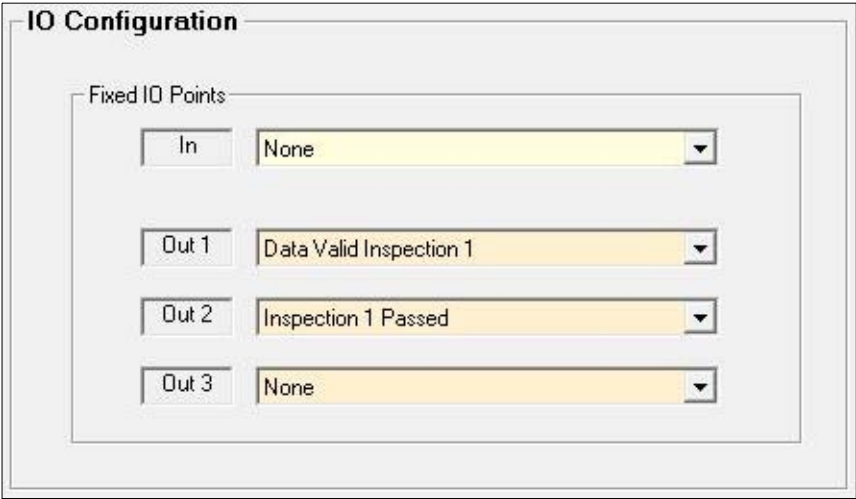 IO Configuration
Fixed IO Points
In None
Out 1 Data Valid Inspection 1
Out 2 Inspection 1 Passed
Out 3 None